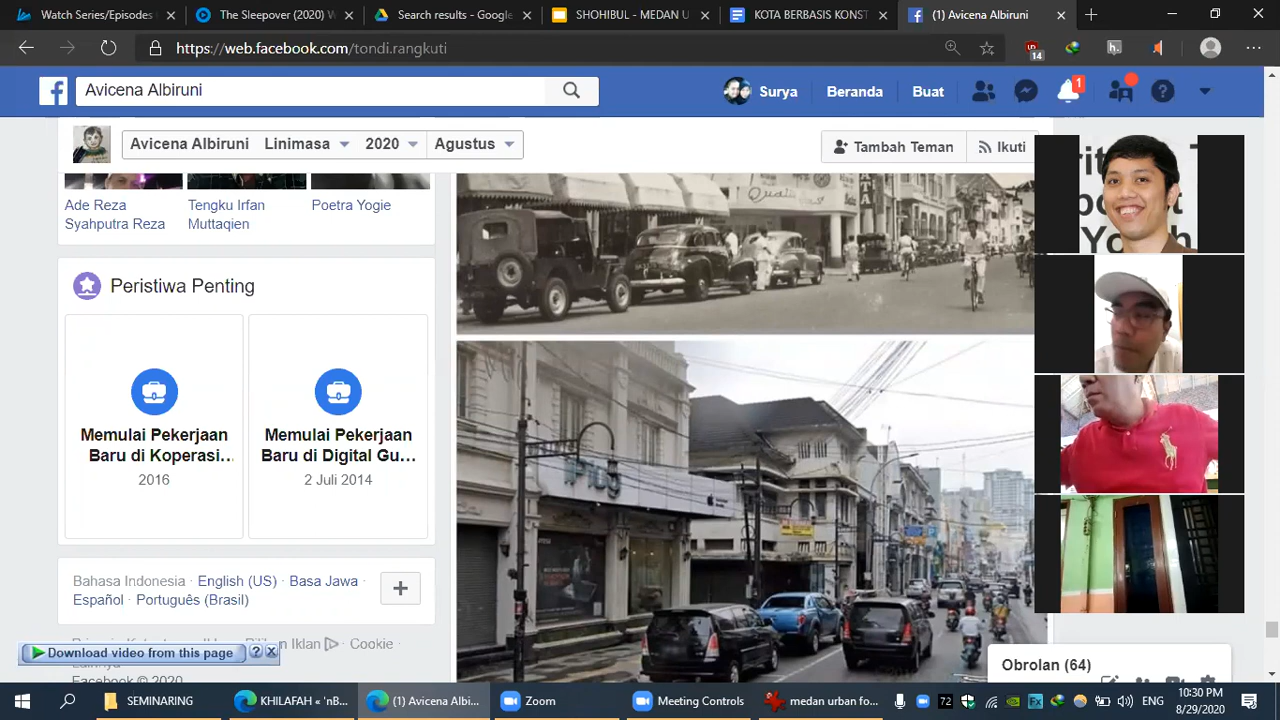 Watch Series/Episodes
The Sleepover (2020) W
Search results – Google
SHOHIBUL - MEDAN U
KOTA BERBASIS KONST
(1) Avicena Albiruni
https://web.facebook.com/tondi.rangkuti
14
Avicena Albiruni
Surya
Beranda
Buat
1
Avicena Albiruni
Linimasa
2020
Agustus
Tambah Teman
Ikuti
Ade Reza
Syahputra Reza
Tengku Irfan
Muttaqien
Poetra Yogie
Peristiwa Penting
Memulai Pekerjaan
Baru di Koperasi...
2016
Memulai Pekerjaan
Baru di Digital Gu...
2 Juli 2014
Bahasa Indonesia · English (US) · Basa Jawa ·
Español · Português (Brasil)
Iklan
Cookie
Facebook © 2020
Download video from this page
Obrolan (64)
SEMINARING
KHILAFAH « 'nB...
(1) Avicena Albi...
Zoom
Meeting Controls
medan urban fo...
72
ENG
10:30 PM
8/29/2020